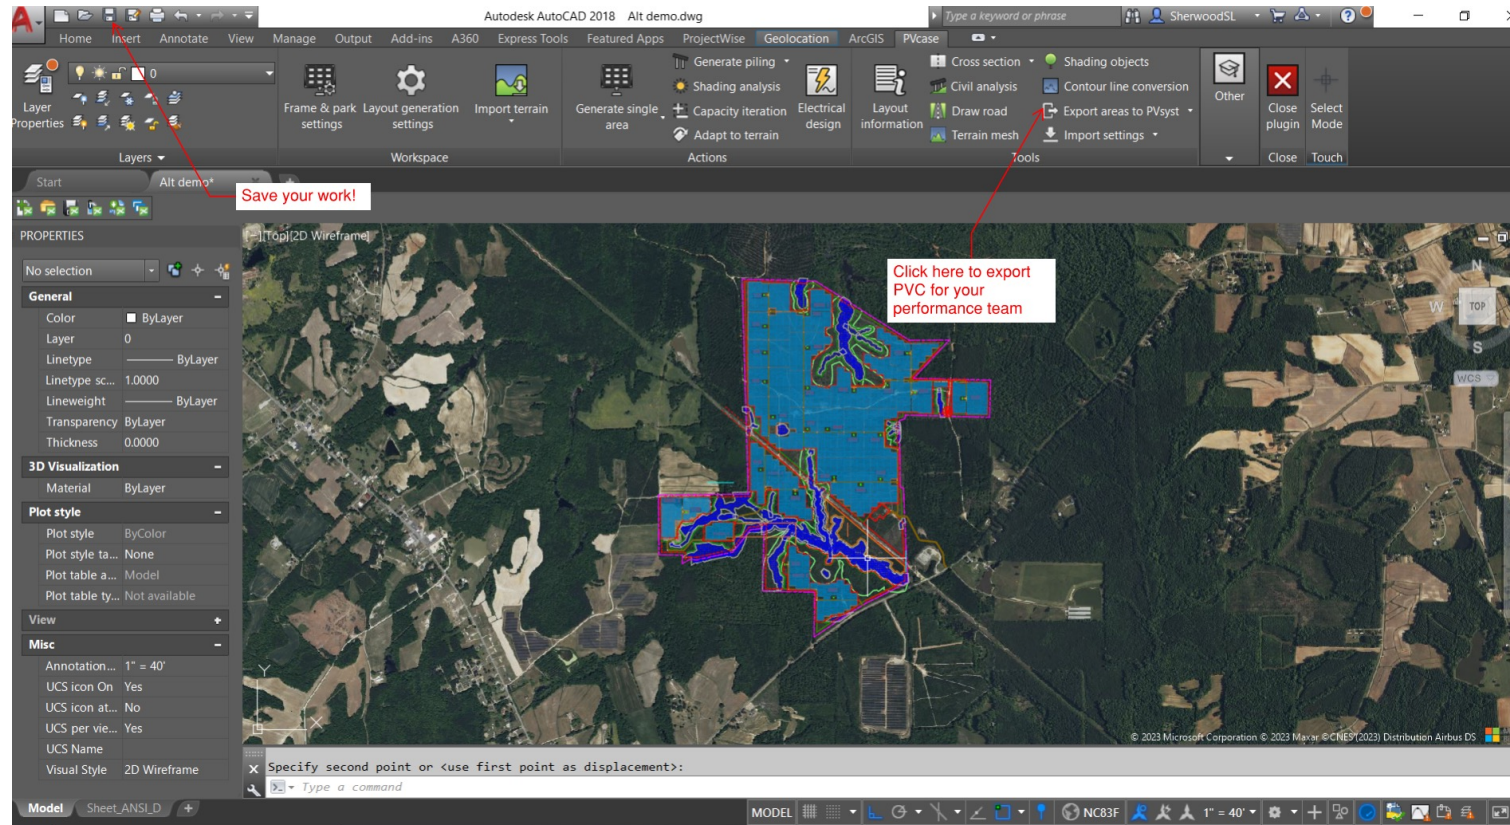 Autodesk AutoCAD 2018 Alt demo.dwg
Type a keyword or phrase
SherwoodSL
Home Insert Annotate View Manage Output Add-ins A360 Express Tools Featured Apps ProjectWise Geolocation ArcGIS PVcase
0
Layer
Properties
Layers
Frame & park
settings
Layout generation
settings
Import terrain
Workspace
Generate single
area
Generate piling
Shading analysis
Capacity iteration
Adapt to terrain
Electrical
design
Actions
Layout
information
Cross section
Civil analysis
Draw road
Terrain mesh
Shading objects
Contour line conversion
Export areas to PVsyst
Import settings
Tools
Other
Close
plugin
Close
Select
Mode
Touch
Start Alt demo*
Save your work!
PROPERTIES
No selection
General
Color ByLayer
Layer 0
Linetype ByLayer
Linetype sc... 1.0000
Lineweight ByLayer
Transparency ByLayer
Thickness 0.0000
3D Visualization
Material ByLayer
Plot style
Plot style ByColor
Plot style ta... None
Plot table a... Model
Plot table ty... Not available
View
Misc
Annotation... 1" = 40'
UCS icon On Yes
UCS icon at... No
UCS per vie... Yes
UCS Name
Visual Style 2D Wireframe
[-][Top][2D Wireframe]
Click here to export
PVC for your
performance team
N
W TOP
S
WCS
Y
X
© 2023 Microsoft Corporation © 2023 Maxar ©CNES (2023) Distribution Airbus DS
Specify second point or <use first point as displacement>:
Type a command
Model Sheet_ANSI_D +
MODEL NC83F 1" = 40'